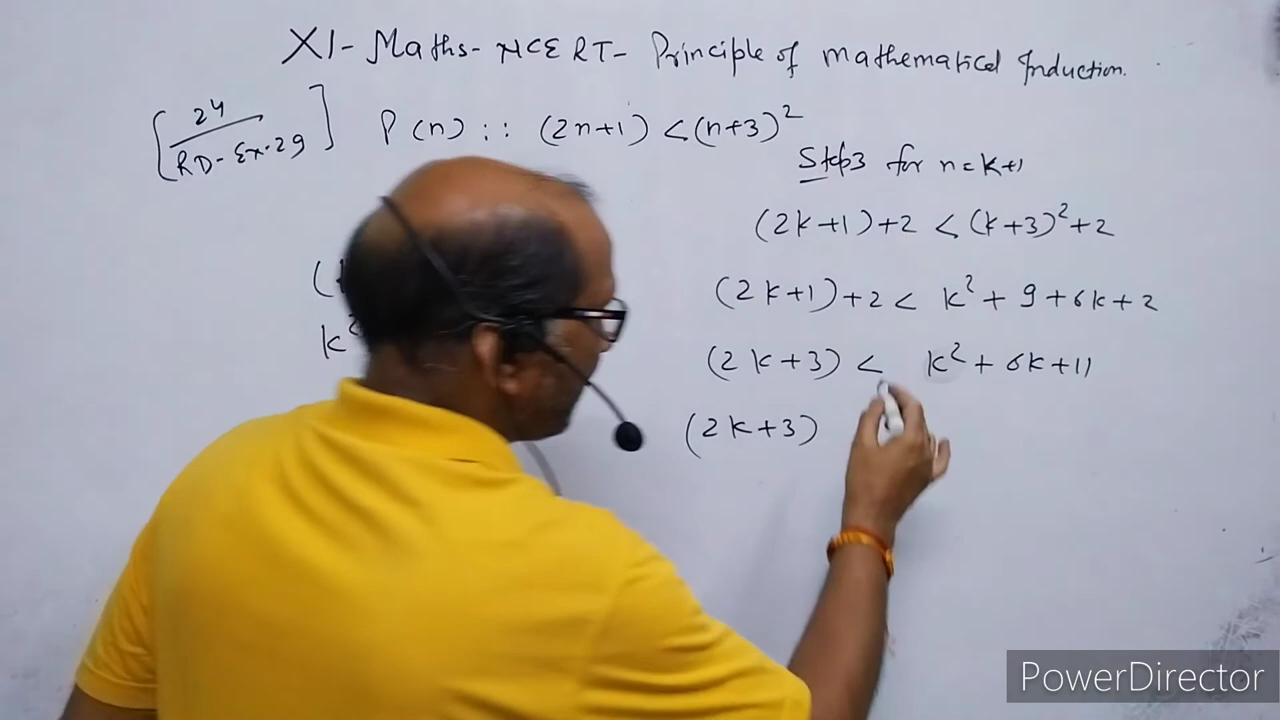 XI - Maths - NCERT - Principle of mathematical Induction.
[24/RD-Ex.29] P(n) :: (2n+1) < (n+3)²
Step3 for n=k+1
(2k+1)+2 < (k+3)²+2
(2k+1)+2 < k² + 9 + 6k + 2
k²
(2k+3) < k² + 6k + 11
(2k+3)
PowerDirector